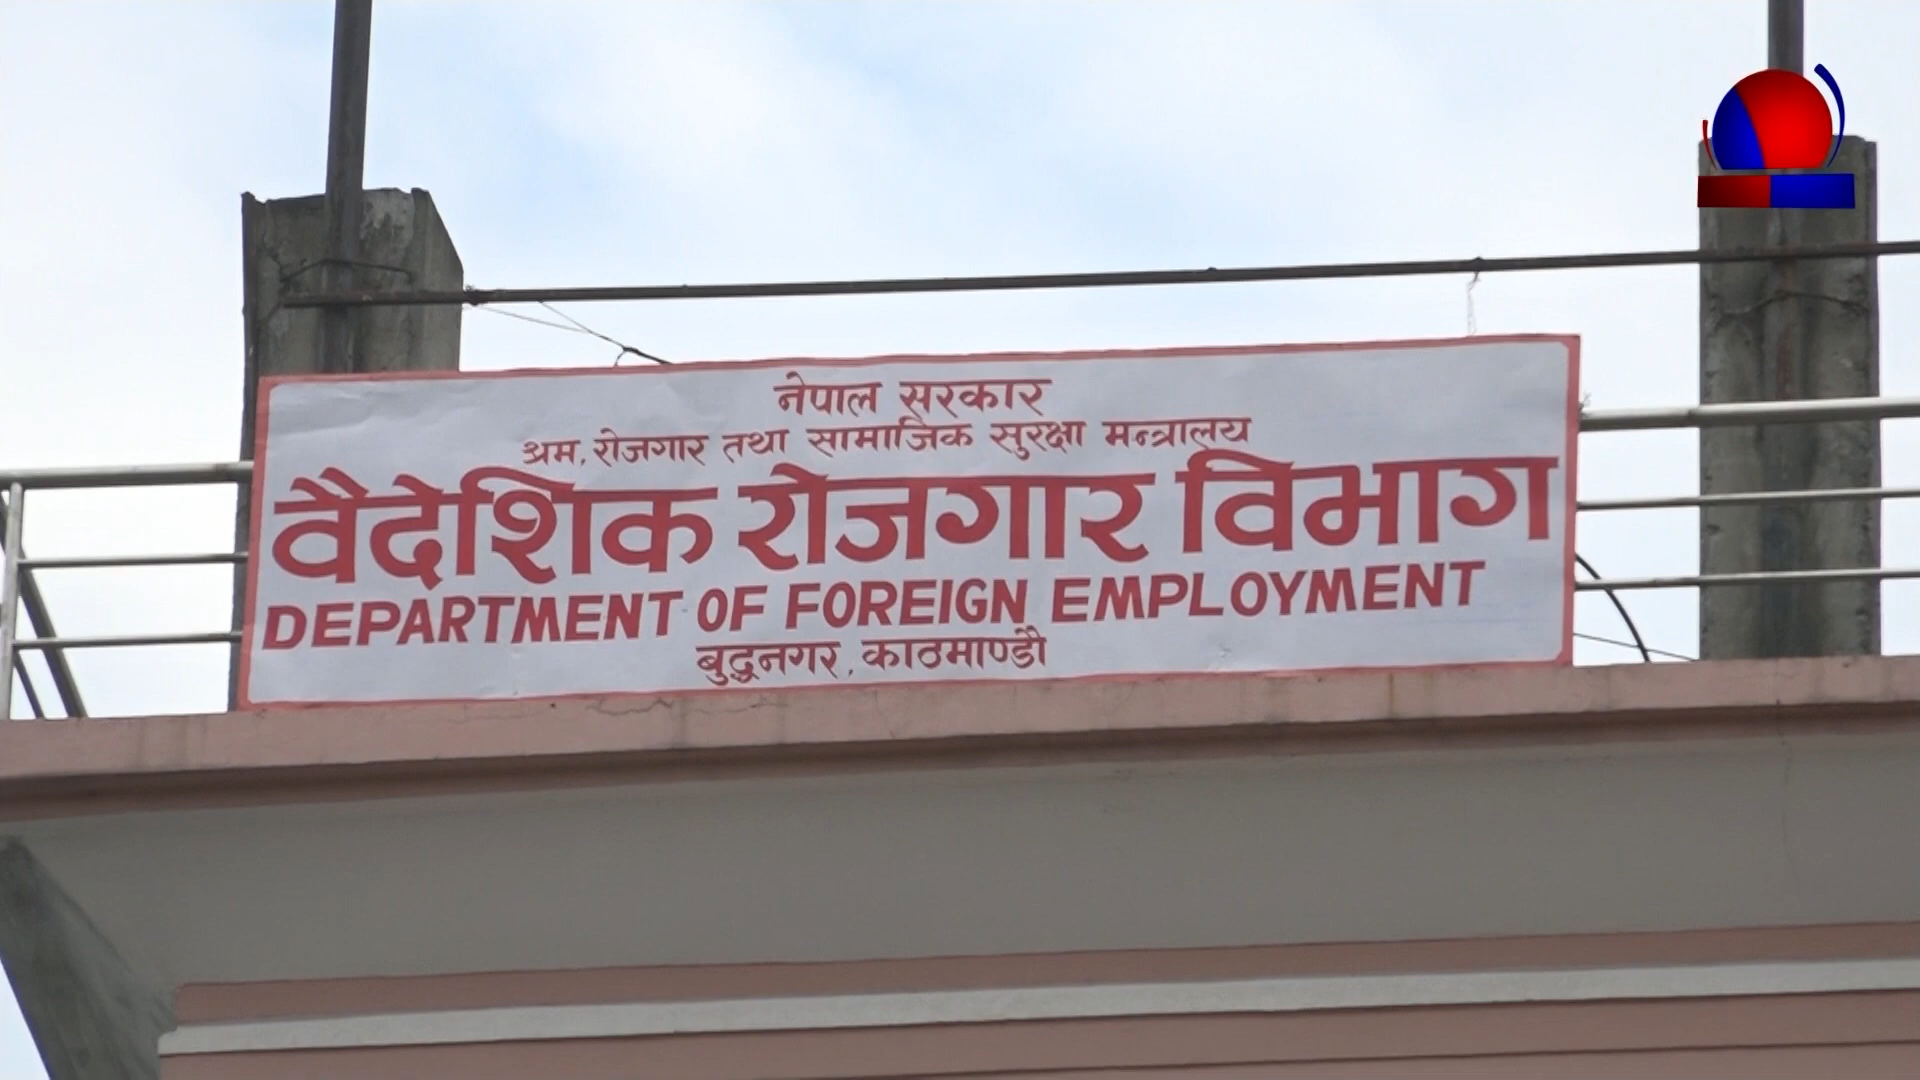 नेपाल सरकार
श्रम, रोजगार तथा सामाजिक सुरक्षा मन्त्रालय
वैदेशिक रोजगार विभाग
DEPARTMENT OF FOREIGN EMPLOYMENT
बुद्धनगर, काठमाण्डौ